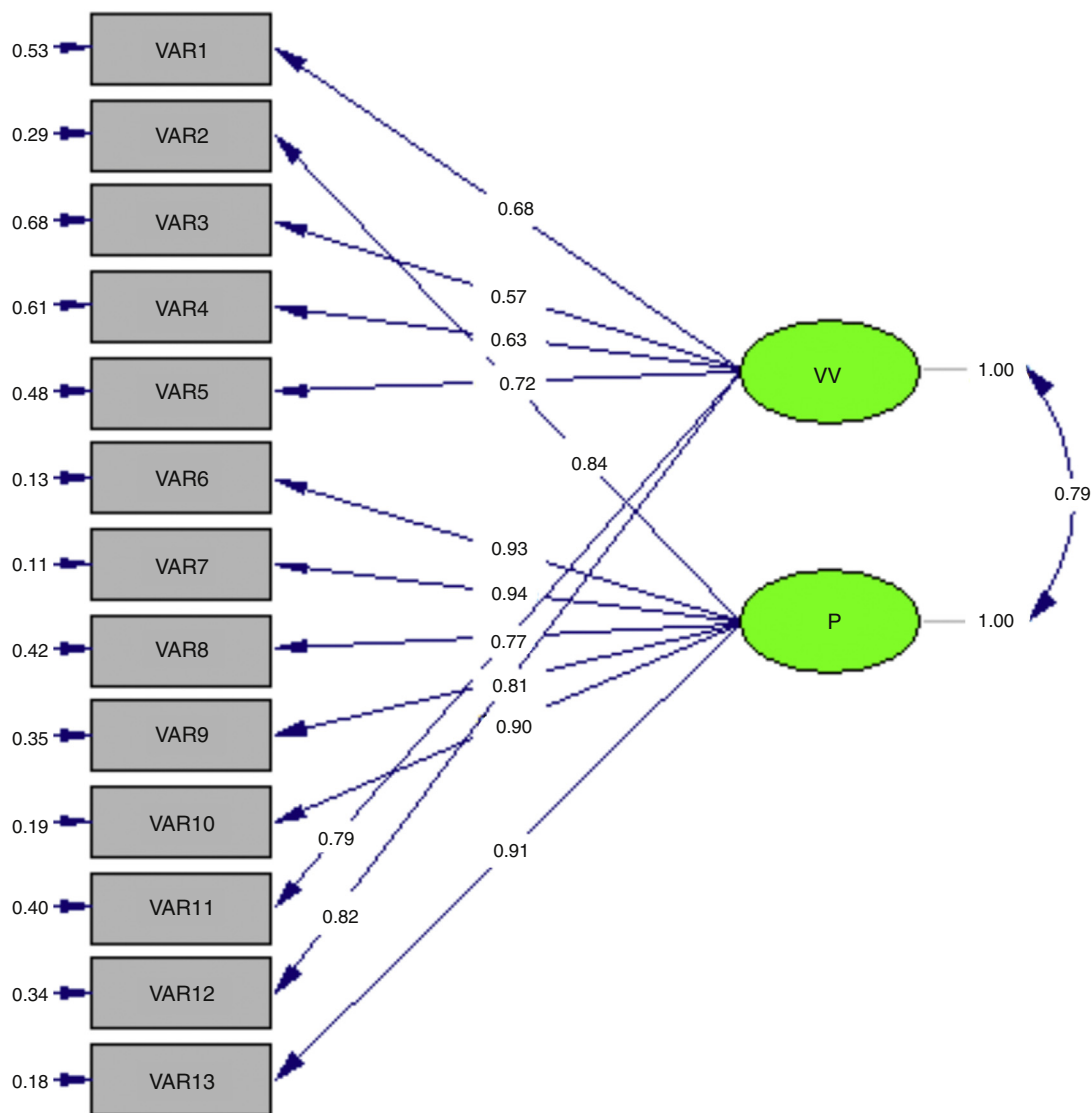 0.53 VAR1
0.29 VAR2
0.68 VAR3
0.68
0.57
0.61 VAR4
0.63
VV 1.00
0.48 VAR5
0.72
0.84
0.13 VAR6
0.79
0.93
0.11 VAR7
0.94
P 1.00
0.42 VAR8
0.77
0.81
0.35 VAR9
0.90
0.19 VAR10
0.79
0.91
0.40 VAR11
0.82
0.34 VAR12
0.18 VAR13